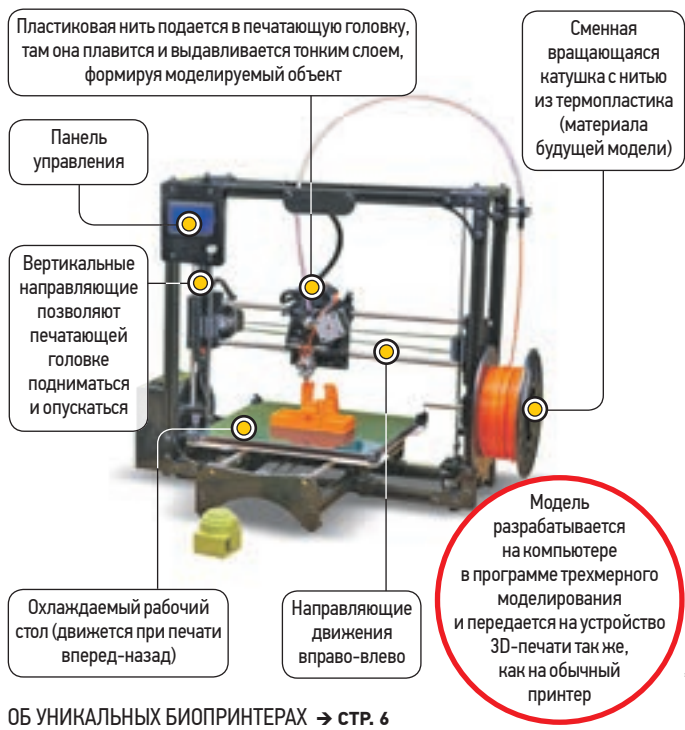 Пластиковая нить подается в печатающую головку,
там она плавится и выдавливается тонким слоем,
формируя моделируемый объект
Сменная
вращающаяся
катушка с нитью
из термопластика
(материала
будущей модели)
Панель
управления
Вертикальные
направляющие
позволяют
печатающей
головке
подниматься
и опускаться
Модель
разрабатывается
на компьютере
в программе трехмерного
моделирования
и передается на устройство
3D-печати так же,
как на обычный
принтер
Охлаждаемый рабочий
стол (движется при печати
вперед-назад)
Направляющие
движения
вправо-влево
ОБ УНИКАЛЬНЫХ БИОПРИНТЕРАХ → СТР. 6